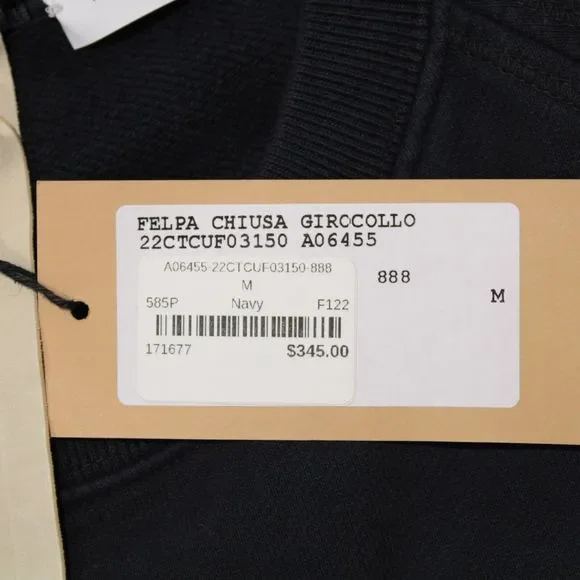 FELPA CHIUSA GIROCOLLO
22CTCUF03150 A06455
A06455-22CTCUF03150-888
M
888
M
585P Navy F122
171677 $345.00